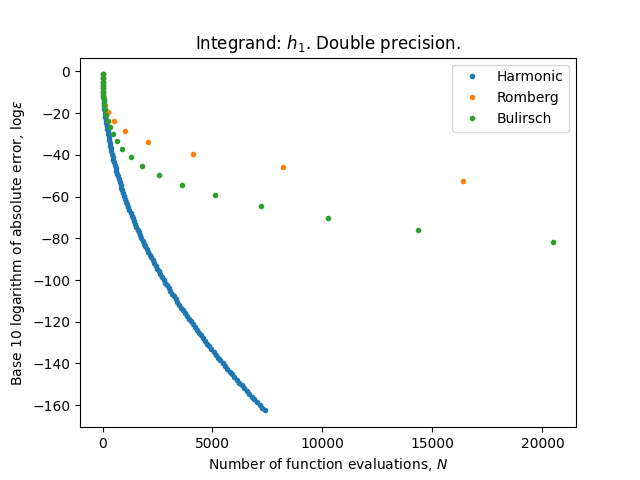 Integrand: $h_1$. Double precision.
Harmonic
Romberg
Bulirsch
Base 10 logarithm of absolute error, logε
0
−20
−40
−60
−80
−100
−120
−140
−160
0 5000 10000 15000 20000
Number of function evaluations, N